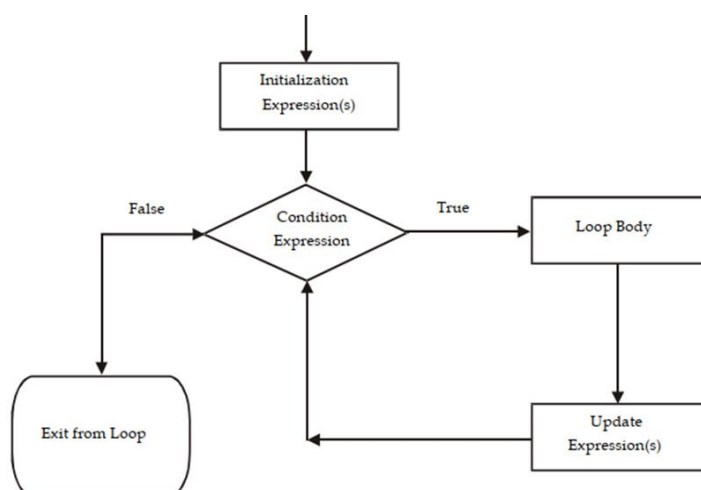 Initialization
Expression(s)
False
Condition
Expression
True
Loop Body
Exit from Loop
Update
Expression(s)